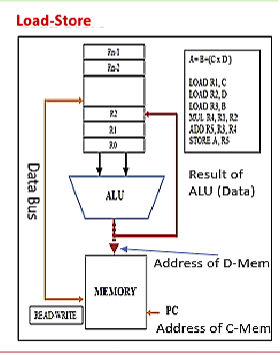 Load-Store
Rn-1
Rn-2
R2
R1
R0
A=B+(C x D)
LOAD R1, C
LOAD R2, D
LOAD R3, B
MUL R4, R1, R2
ADD R5, R3, R4
STORE A, R5
Data Bus
ALU
Result of
ALU (Data)
Address of D-Mem
MEMORY
READ/WRITE
PC
Address of C-Mem